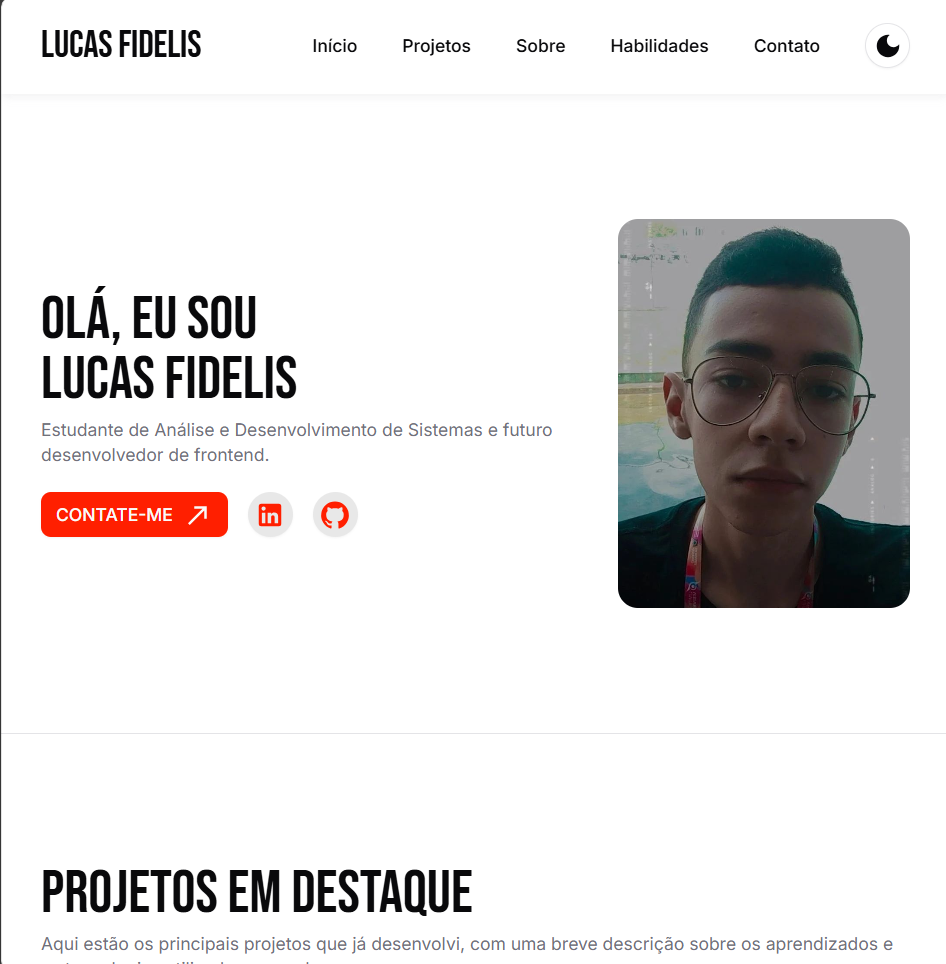 LUCAS FIDELIS
Início Projetos Sobre Habilidades Contato
OLÁ, EU SOU
LUCAS FIDELIS
Estudante de Análise e Desenvolvimento de Sistemas e futuro
desenvolvedor de frontend.
CONTATE-ME
in
PROJETOS EM DESTAQUE
Aqui estão os principais projetos que já desenvolvi, com uma breve descrição sobre os aprendizados e